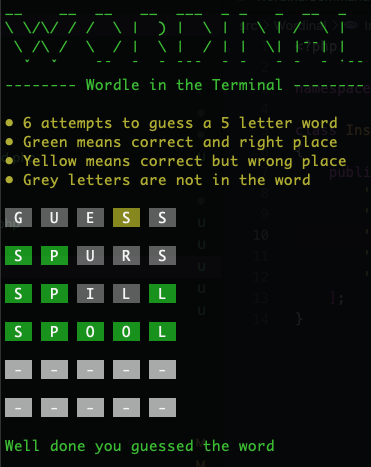 -------- Wordle in the Terminal --------
● 6 attempts to guess a 5 letter word
● Green means correct and right place
● Yellow means correct but wrong place
● Grey letters are not in the word
G U E S S
S P U R S
S P I L L
S P O O L
- - - - -
- - - - -
Well done you guessed the word